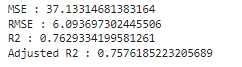 MSE : 37.13314681383164
RMSE : 6.093697302445506
R2 : 0.7629334199581261
Adjusted R2 : 0.7576185223205689